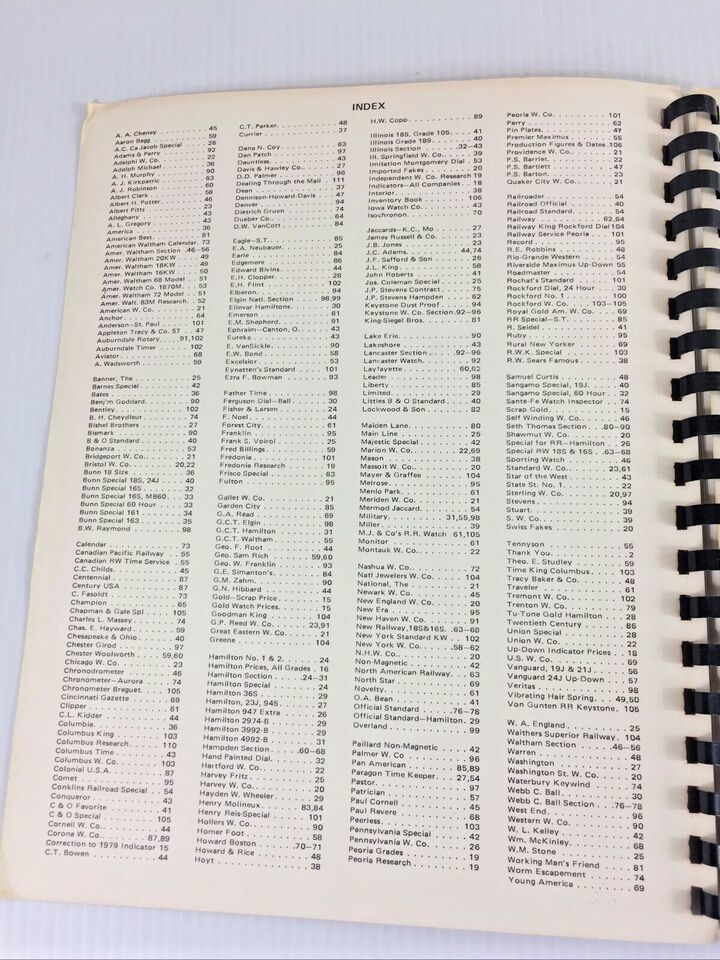 INDEX
A. A. Cheney 45
Aaron Bagg 59
A.C. Ca Jacob Special 26
Adams & Perry 92
Adelphi W. Co. 22
Adolph Michael 36
A. H. Murphy 90
A. J. Kirkpatric 63
A. J. Robinson 60
Albert Clark 58
Albert H. Potter 46
Albert Pitts 23
Alleghany 43
A. L. Gregory 43
America 36
American Best 81
American Waltham Calendar 73
Amer. Waltham Section 46-56
Amer. Waltham 20KW 49
Amer. Waltham 18KW 49
Amer. Waltham 16KW 50
Amer. Waltham 68 Model 51
Amer. Watch Co. 1870M 53
Amer. Waltham 72 Model 51
Amer. Walt. 83M Research 52
American W. Co. 21
Anchor 64
Anderson-St. Paul 101
Appleton Tracy & Co. 57 47
Auburndale Rotary 91,102
Auburndale Timer 102
Aviator 68
A. Wadsworth 59
Banner, The 25
Barnes Special 42
Bates 36
Benj'm Goddard 90
Bentley 102
B. H. Cheydleur 74
Bishel Brothers 27
Bismark 90
B & O Standard 40
Bonanza 53
Bridgeport W. Co. 21
Bristol W. Co. 20,22
Bunn 18 Size 36
Bunn Special 18S, 24J 40
Bunn Special 16S 32
Bunn Special 16S, M860 33
Bunn Special 60 Hour 33
Bunn Special 161 34
Bunn Special 163 35
B.W. Raymond 98
Calendar 73
Canadian Pacific Railway 55
Canadian RW Time Service 55
C.C. Childs 45
Centennial 87
Century USA 87
C. Fasoldt 73
Champion 65
Chapman & Gale Spl 105
Charles L. Massey 74
Chas. E. Hayward 59
Chesapeake & Ohio 40
Chester Girod 97
Chester Woolworth 59,60
Chicago W. Co. 23
Chronodrometer 46
Chronometer-Aurora 74
Chronometer Breguet 105
Cincinnati Gazette 69
Clipper 61
C.L. Kidder 44
Columbia 36
Columbus King 103
Columbus Research 110
Columbus Time 43
Columbus W. Co. 103
Colonial U.S.A. 87
Comet 95
Conklins Railroad Special 54
Conqueror 43
C & O Favorite 41
C & O Special 105
Cornell W. Co. 44
Corona W. Co. 87,89
Correction to 1979 Indicator 15
C.T. Bowen 44
C.T. Parker 48
Currier 37
Dana N. Coy 63
Dan Patch 97
Dauntless 43
Davis & Hawley Co. 27
D.D. Palmer 96
Dealing Through the Mail 111
Dean 37
Dennison-Howard-Davis 47
Denver 94
Dietrich Gruen 74
Dueber Co. 64
D.W. VanCott 84
Eagle-S.T. 85
E.A. Neubauer 25
Earle 84
Edgemere 86
Edward Bivins 44
E.H. Clopper 28
E.H. Flint 102
Elberon 94
Elgin Natl. Section 98,99
Elinvar Hamiltons 30
Emerson 61
E.M. Shepherd 91
Ephraim-Canton, O. 43
Eureka 43
E. VanSickle 90
E.W. Bond 58
Excelsior 53
Eynatten's Standard 101
Ezra F. Bowman 93
Father Time 98
Ferguson Dial-Ball 30
Fisher & Larsen 24
F. Noel 44
Forest City 61
Franklin 95
Frank S. Voirol 25
Fred Billings 59
Fredonia 101
Fredonia Research 19
Frisco Special 63
Fulton 95
Gallet W. Co. 21
Garden City 85
G.A. Read 69
G.C.T. Elgin 98
G.C.T. Hamilton 31
G.C.T. Waltham 55
Geo. F. Root 44
Geo. Sam Rich 59,60
Geo. W. Franklin 93
G.E. Simanton's 84
G.M. Zahm 90
G.N. Hibbard 44
Gold-Scrap Price 15
Gold Watch Prices 15
Goodman King 104
G.P. Reed W. Co. 23,91
Great Eastern W. Co. 21
Greene 104
Hamilton No. 1 & 2 24
Hamilton Prices, All Grades 16
Hamilton Section 24-31
Hamilton Special 24
Hamilton 36S 29
Hamilton, 23J, 945 27
Hamilton 947 Extra 26
Hamilton 2974-B 29
Hamilton 3992-B 29
Hamilton 4992-B 31
Hampden Section 60-68
Hand Painted Dial 32
Hartford W. Co. 22
Harvey Fritz 25
Harvey W. Co. 20
Hayden W. Wheeler 29
Henry Molineux 83,84
Henry Reis-Special 101
Hollers W. Co. 90
Homer Foot 58
Howard Boston 70-71
Howard & Rice 48
Hoyt 38
H.W. Copp 89
Illinois 18S, Grade 105 41
Illinois Grade 189 40
Illinois Section 32-43
Ill. Springfield W. Co. 39
Imitation Montgomery Dial 53
Imported Fakes 20
Independent W. Co. Research 19
Indicators-All Companies 18
Interior 38
Inventory Book 106
Iowa Watch Co. 43
Isochronon 70
Jaccards-K.C., Mo 27
James Russell & Co. 23
J.B. Jones 23
J.C. Adams 44,74
J.F. Safford & Son 26
J.L. King 58
John Roberts 41
Jos. Coleman Special 25
J.P. Stevens Contract 75
J.P. Stevens Hampden 62
Keystone Dust Proof 94
Keystone W. Co. Section 92-96
King-Siegel Bros. 81
Lake Erie 90
Lakeshore 43
Lancaster Section 92-96
Lancaster Watch 92
Layfayette 60,62
Leader 98
Liberty 85
Limited 29
Littles B & O Standard 40
Lockwood & Son 82
Maiden Lane 80
Main Line 25
Majestic Special 42
Marion W. Co. 22,69
Mason 38
Massoit W. Co. 20
Mayer & Graffee 104
Melrose 95
Menlo Park 61
Meriden W. Co. 21
Mermod Jaccard 54
Military 31,55,98
Miller 39
M.J. & Co's R.R. Watch 61,105
Monitor 61
Montauk W. Co. 22
Nashua W. Co. 72
Natl Jewelers W. Co. 104
National, The 21
Newark W. Co. 45
New England W. Co. 20
New Era 95
New Haven W. Co. 91
New Railway, 18S&16S 63-68
New York Standard KW 102
New York W. Co. 58-62
N.H.W. Co. 20
Non-Magnetic 42
North American Railway 63
North Star 69
Novelty 61
O.A. Bean 41
Official Standard 76-78
Official Standard-Hamilton 29
Overland 99
Paillard Non-Magnetic 42
Palmer W. Co 96
Pan American 85,89
Paragon Time Keeper 27,54
Pastor 97
Patrician 57
Paul Cornell 45
Paul Revere 68
Peerless 103
Pennsylvania Special 42
Pennsylvania W. Co. 26
Peoria Grades 19
Peoria Research 19
Peoria W. Co. 101
Perry 62
Pin Plates 47
Premier Maximus 55
Production Figures & Dates 106
Providence W. Co. 21
P.S. Barriet 22
P.S. Bartlett 47
P.S. Barton 23
Quaker City W. Co. 21
Railroader 54
Railroad Official 40
Railroad Standard 54
Railway 62,64
Railway King Rockford Dial 104
Railway Service Peoria 101
Record 95
R.E. Robbins 48
Rio-Grande Western 54
Riverside Maximus Up-Down 55
Roadmaster 54
Rochat's Standard 101
Rockford Dial, 24 Hour 30
Rockford No. 1 100
Rockford W. Co. 103-105
Royal Gold Am. W. Co. 69
RR Special-S.T. 85
R. Seidel 41
Ruby 95
Rural New Yorker 69
R.W.K. Special 103
R.W. Sears Famous 38
Samuel Curtis 48
Sangamo Special, 19J 40
Sangamo Special, 60 Hour 32
Sante-Fe Watch Inspector 74
Scrap Gold 15
Self Winding W. Co. 46
Seth Thomas Section 80-90
Shawmut W. Co. 20
Special for RR-Hamilton 26
Special RW 18S & 16S 63-68
Sporting Watch 46
Standard W. Co. 23,61
Star of the West 43
State St. No. 1 22
Sterling W. Co. 20,97
Stevens 94
Stuart 39
S. W. Co. 39
Swiss Fakes 20
Tennyson 55
Thank You 2
Theo. E. Studley 59
Time King Columbus 103
Tracy Baker & Co. 48
Traveler 61
Tremont W. Co. 102
Trenton W. Co. 79
Tu-Tone Gold Hamilton 28
Twentieth Century 86
Union Special 28
Union W. Co. 22
Up-Down Indicator Prices 18
U.S. W. Co. 69
Vanguard, 19J & 21J 56
Vanguard 24J Up-Down 57
Veritas 98
Vibrating Hair Spring 49,50
Von Gunten RR Keystone 105
W. A. England 25
Walthers Superior Railway 104
Waltham Section 46-56
Warren 48
Washington 27
Washington St. W. Co. 20
Waterbury Keywind 74
Webb C. Ball 30
Webb C. Ball Section 76-78
West End 96
Western W. Co. 90
W. L. Kelley 42
Wm. McKinley 68
W.M. Stone 25
Working Man's Friend 81
Worm Escapement 74
Young America 69